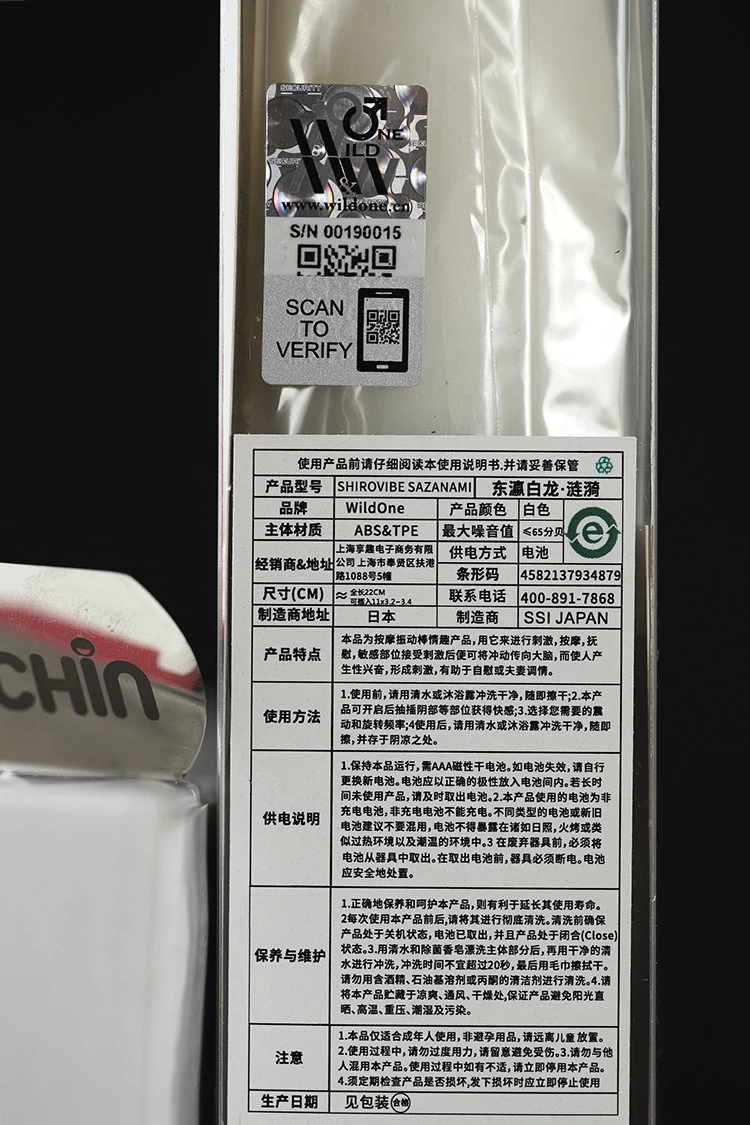 SECURITY
ONE
WILD
&
www.wildone.cn
S/N 00190015
SCAN
TO
VERIFY
CHIN
使用产品前请仔细阅读本使用说明书.并请妥善保管
产品型号 SHIROVIBE SAZANAMI 东瀛白龙·涟漪
品牌 WildOne 产品颜色 白色
主体材质 ABS&TPE 最大噪音值 ≤65分贝
e
经销商&地址 上海享趣电子商务有限
公司 上海市奉贤区扶港
路1088号5幢
供电方式 电池
条形码 4582137934879
尺寸(CM) ≈ 全长22CM
可插入11x3.2~3.4
联系电话 400-891-7868
制造商地址 日本 制造商 SSI JAPAN
产品特点
本品为按摩振动棒情趣产品,用它来进行刺激,按摩,抚
慰,敏感部位接受刺激后便可将冲动传向大脑,而使人产
生性兴奋,形成刺激,有助于自慰或夫妻调情。
使用方法
1.使用前,请用清水或沐浴露冲洗干净,随即擦干;2.本产
品可开启后抽插阴部等部位获得快感;3.选择您需要的震
动和旋转频率;4使用后,请用清水或沐浴露冲洗干净,随即
擦,并存于阴凉之处。
供电说明
1.保持本品运行,需AAA磁性干电池。如电池失效,请自行
更换新电池。电池应以正确的极性放入电池间内。若长时
间未使用产品,请及时取出电池。2.本产品使用的电池为非
充电电池,非充电电池不能充电。不同类型的电池或新旧
电池建议不要混用,电池不得暴露在诸如日照,火烤或类
似过热环境以及潮温的环境中。3 在废弃器具前,必须将
电池从器具中取出。在取出电池前,器具必须断电。电池
应安全地处置。
保养与维护
1.正确地保养和呵护本产品,则有利于延长其使用寿命。
2每次使用本产品前后,请将其进行彻底清洗。清洗前确保
产品处于关机状态,电池已取出,并且产品处于闭合(Close)
状态。3.用清水和除菌香皂漂洗主体部分后,再用干净的清
水进行冲洗,冲洗时间不宜超过20秒,最后用毛巾擦拭干。
请勿用含酒精、石油基溶剂或丙酮的清洁剂进行清洗。4.请
将本产品贮藏于凉爽、通风、干燥处,保证产品避免阳光直
晒、高温、重压、潮湿及污染。
注意
1.本品仅适合成年人使用,非避孕用品,请远离儿童 放置。
2.使用过程中,请勿过度用力,请留意避免受伤。3.请勿与他
人混用本产品。使用过程中如有不适,请立即停用本产品。
4.须定期检查产品是否损坏,发下损坏时应立即停止使用
生产日期 见包装 合格